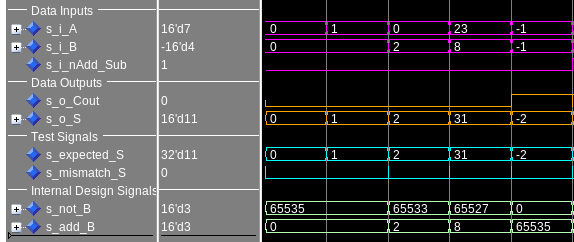 Data Inputs
s_i_A 16'd7 0 1 0 23 -1
s_i_B -16'd4 0 2 8 -1
s_i_nAdd_Sub 1
Data Outputs
s_o_Cout 0
s_o_S 16'd11 0 1 2 31 -2
Test Signals
s_expected_S 32'd11 0 1 2 31 -2
s_mismatch_S 0
Internal Design Signals
s_not_B 16'd3 65535 65533 65527 0
s_add_B 16'd3 0 2 8 65535